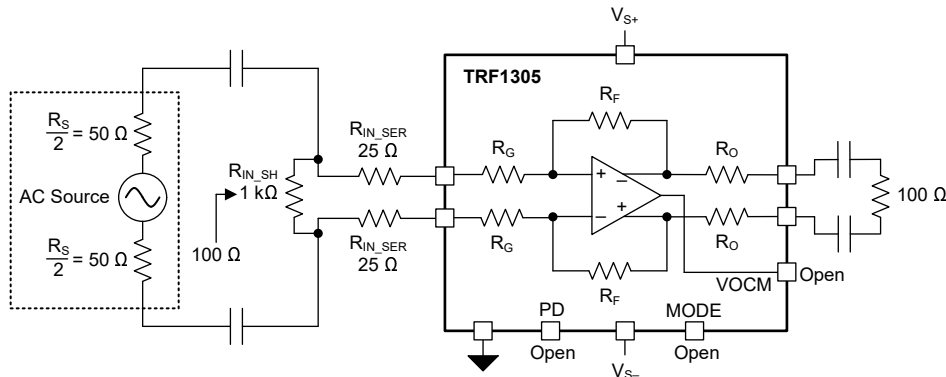 V_S+
TRF1305
R_F
R_S/2 = 50 Ω
R_IN_SER
25 Ω
R_G
R_O
R_IN_SH
1 kΩ
AC Source
+
−
−
+
100 Ω
R_S/2 = 50 Ω
100 Ω
R_IN_SER
25 Ω
R_G
R_O
R_F
VOCM
Open
PD
MODE
Open
Open
V_S−